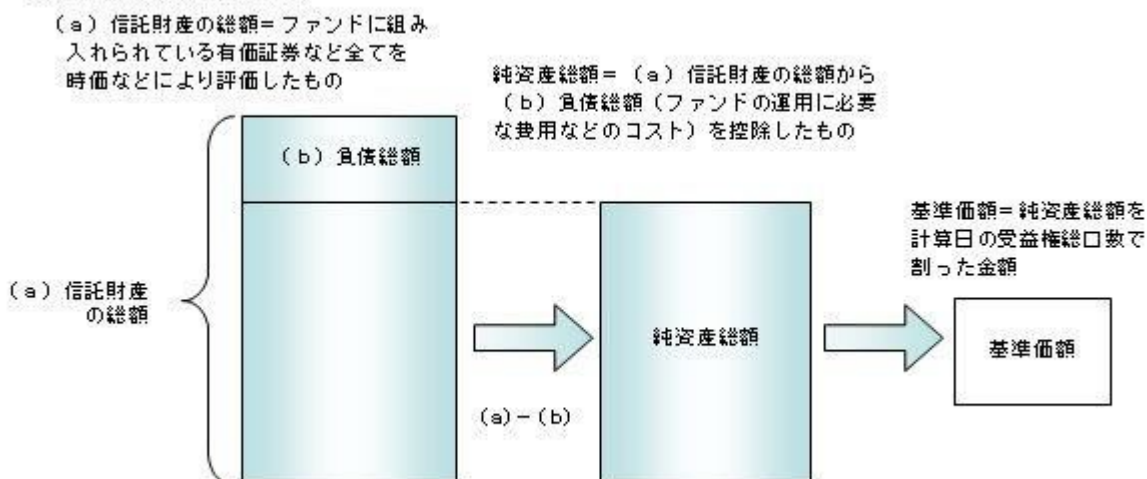 (a) 信託財産の総額=ファンドに組み
入れられている有価証券など全てを
時価などにより評価したもの
純資産総額= (a) 信託財産の総額から
(b) 負債総額(ファンドの運用に必要
な費用などのコスト)を控除したもの
(b) 負債総額
基準価額=純資産総額を
計算日の受益権総口数で
割った金額
(a) 信託財産
の総額
純資産総額
基準価額
(a)-(b)